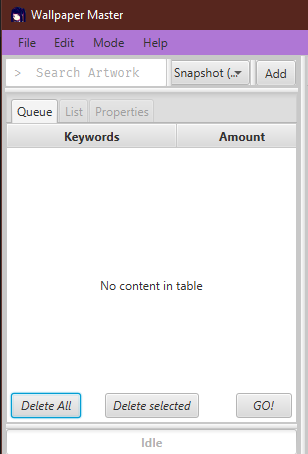 Wallpaper Master
File Edit Mode Help
> Search Artwork Snapshot (... Add
Queue List Properties
Keywords Amount
No content in table
Delete All Delete selected GO!
Idle